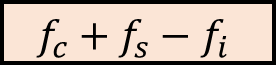 f_c + f_s − f_i